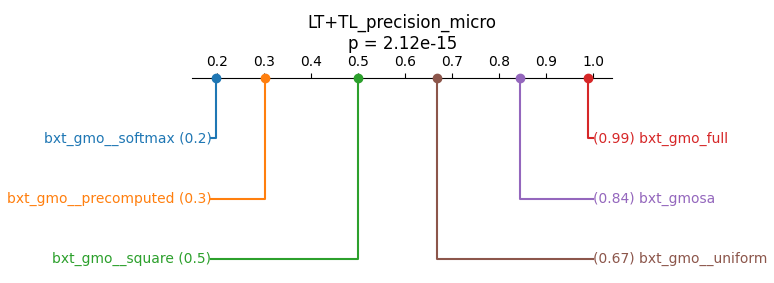 LT+TL_precision_micro
p = 2.12e-15
0.2 0.3 0.4 0.5 0.6 0.7 0.8 0.9 1.0
bxt_gmo__softmax (0.2)
(0.99) bxt_gmo_full
bxt_gmo__precomputed (0.3)
(0.84) bxt_gmosa
bxt_gmo__square (0.5)
(0.67) bxt_gmo__uniform